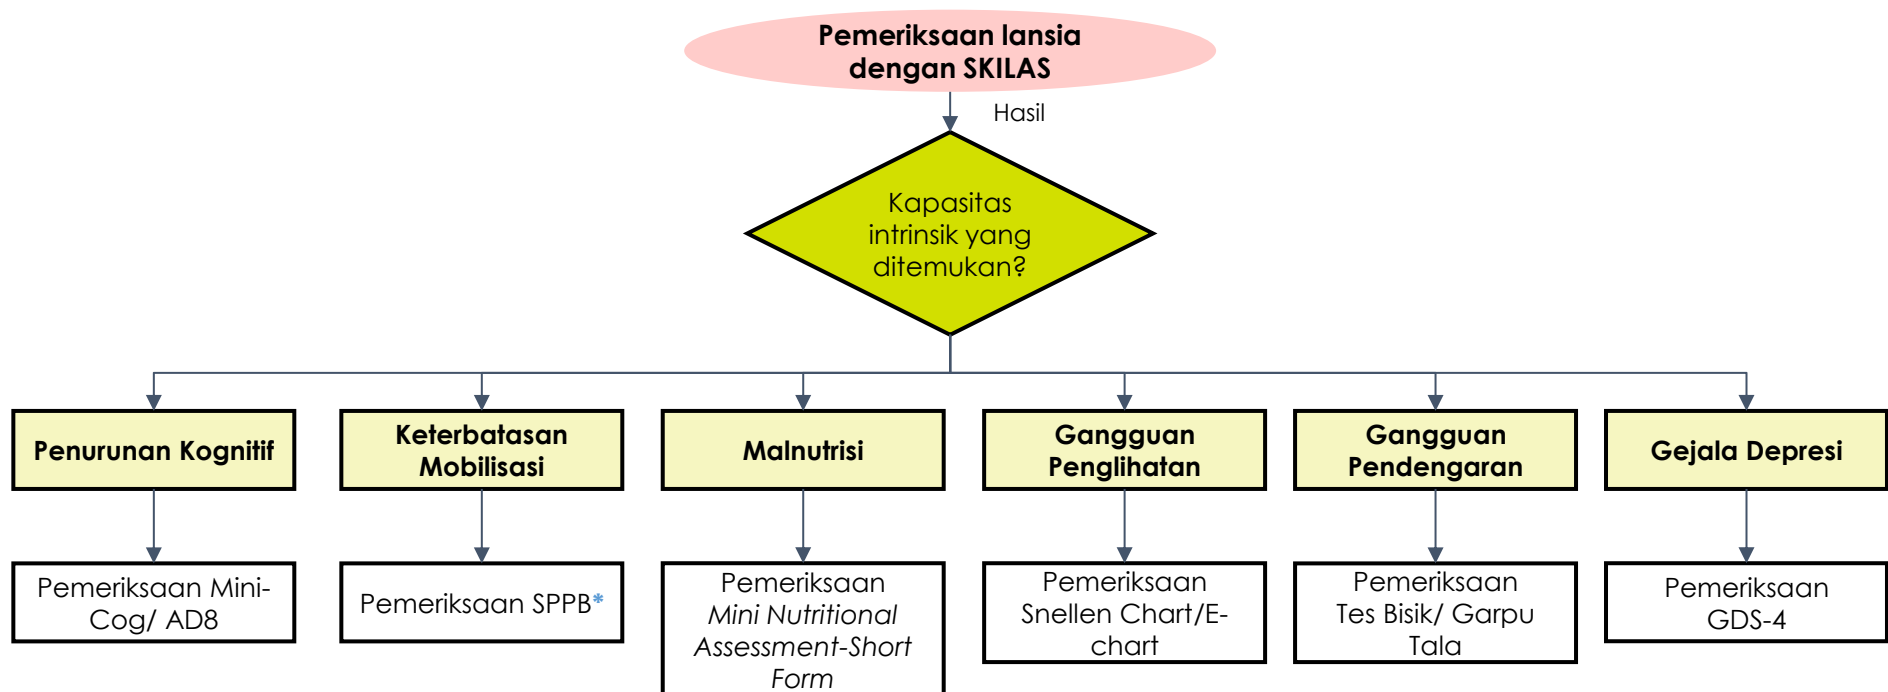 Pemeriksaan lansia
dengan SKILAS
Hasil
Kapasitas
intrinsik yang
ditemukan?
Penurunan Kognitif
Keterbatasan
Mobilisasi
Malnutrisi
Gangguan
Penglihatan
Gangguan
Pendengaran
Gejala Depresi
Pemeriksaan Mini-
Cog/ AD8
Pemeriksaan SPPB*
Pemeriksaan
Mini Nutritional
Assessment-Short
Form
Pemeriksaan
Snellen Chart/E-
chart
Pemeriksaan
Tes Bisik/ Garpu
Tala
Pemeriksaan
GDS-4